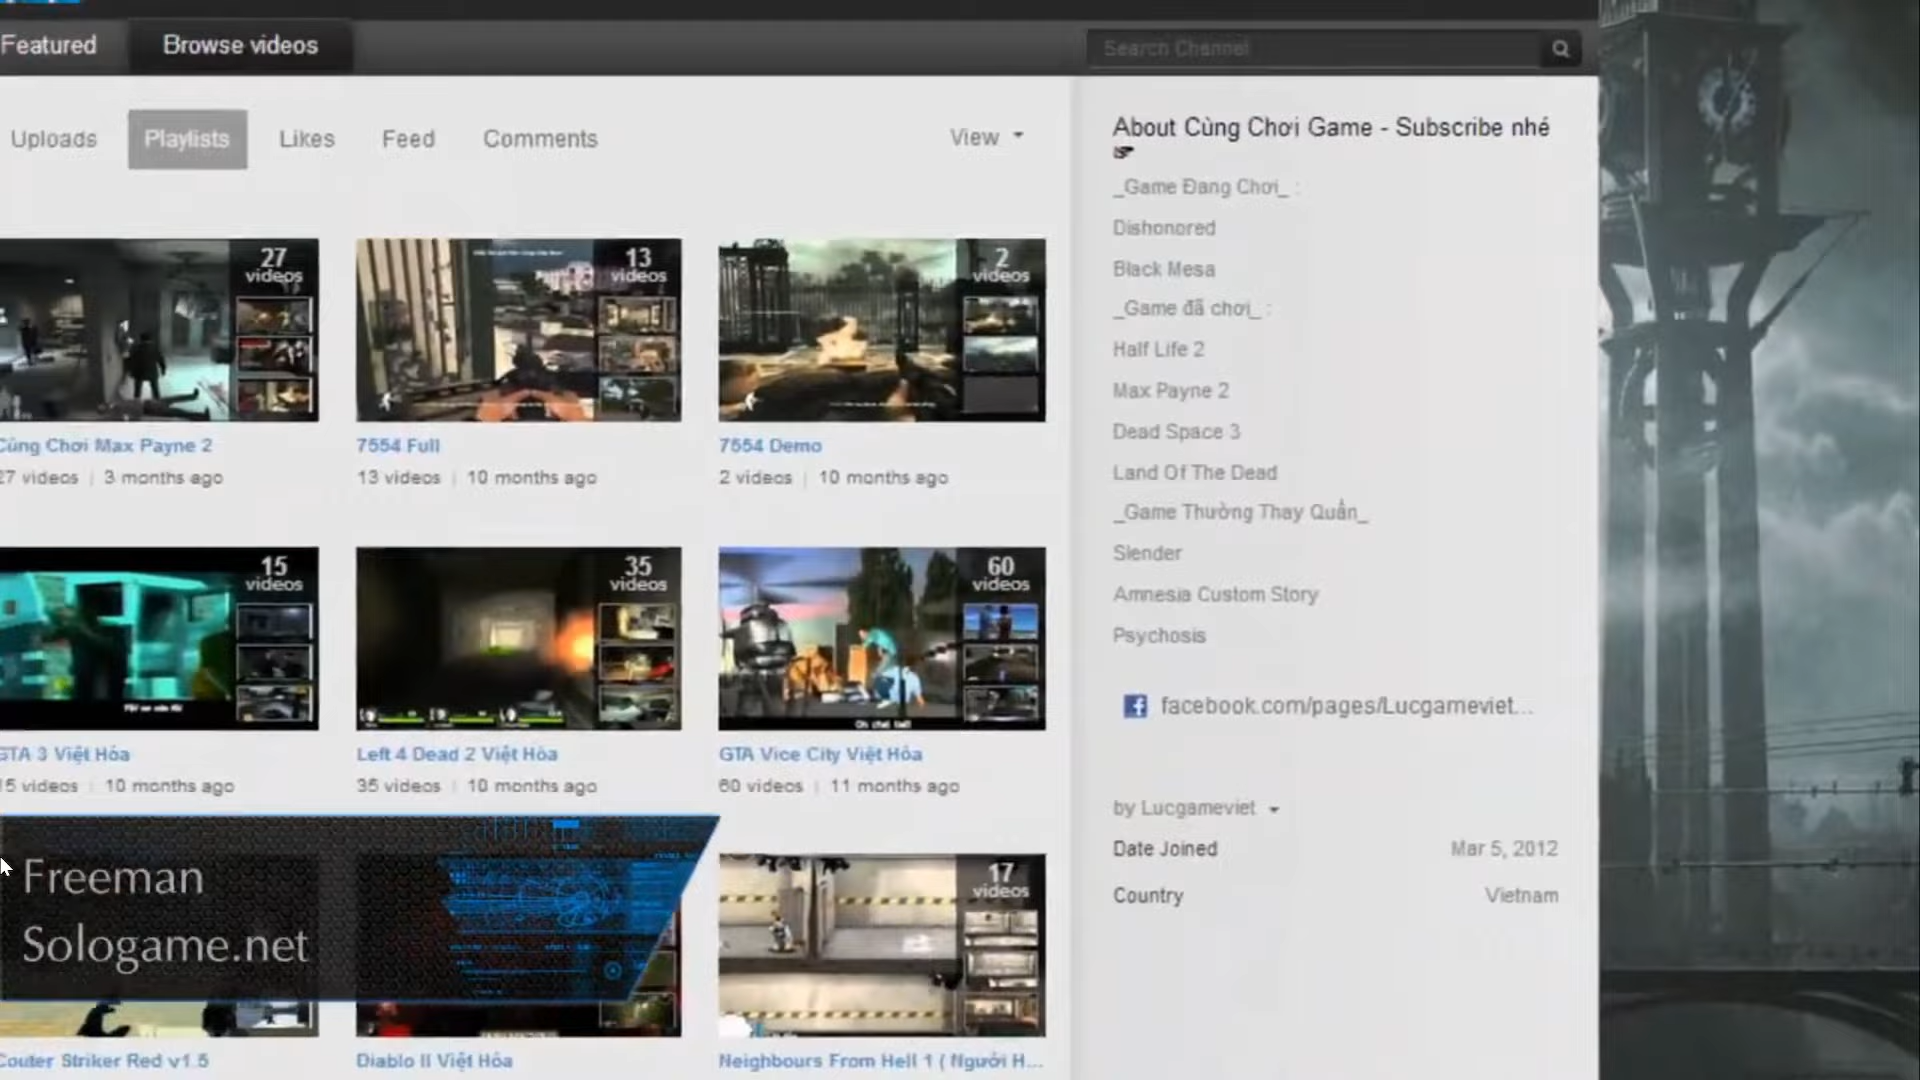 Featured
Browse videos
Search Channel
Uploads
Playlists
Likes
Feed
Comments
View
27 videos
Cùng Chơi Max Payne 2
27 videos | 3 months ago
13 videos
7554 Full
13 videos | 10 months ago
2 videos
7554 Demo
2 videos | 10 months ago
15 videos
GTA 3 Việt Hóa
15 videos | 10 months ago
35 videos
Left 4 Dead 2 Việt Hóa
35 videos | 10 months ago
60 videos
Oh chet tiet!
GTA Vice City Việt Hóa
60 videos | 11 months ago
Freeman
Sologame.net
17 videos
Couter Striker Red v1.5
Diablo II Việt Hóa
Neighbours From Hell 1 ( Người H...
About Cùng Chơi Game - Subscribe nhé
_Game Đang Chơi_ :
Dishonored
Black Mesa
_Game đã chơi_ :
Half Life 2
Max Payne 2
Dead Space 3
Land Of The Dead
_Game Thường Thay Quần_
Slender
Amnesia Custom Story
Psychosis
facebook.com/pages/Lucgameviet...
by Lucgameviet
Date Joined Mar 5, 2012
Country Vietnam